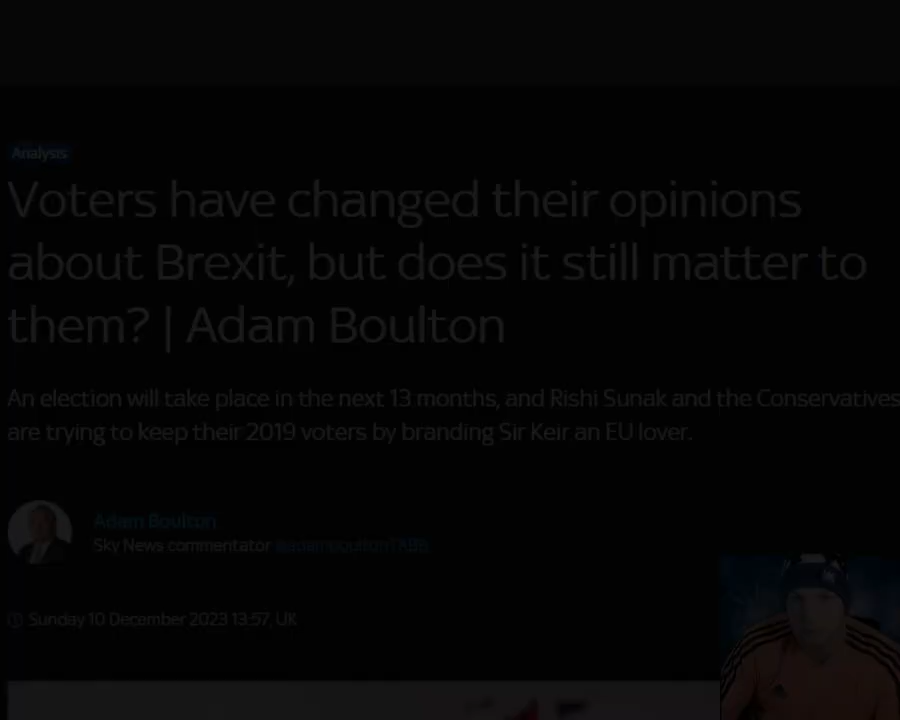 Analysis
Voters have changed their opinions
about Brexit, but does it still matter to
them? | Adam Boulton
An election will take place in the next 13 months, and Rishi Sunak and the Conservatives
are trying to keep their 2019 voters by branding Sir Keir an EU lover.
Adam Boulton
Sky News commentator @adamboultonTABB
Sunday 10 December 2023 13:57, UK